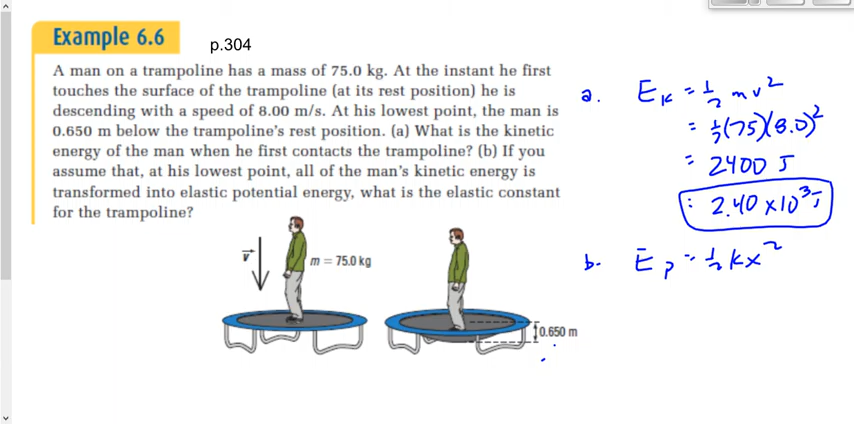 Example 6.6
p.304
A man on a trampoline has a mass of 75.0 kg. At the instant he first
touches the surface of the trampoline (at its rest position) he is
descending with a speed of 8.00 m/s. At his lowest point, the man is
0.650 m below the trampoline's rest position. (a) What is the kinetic
energy of the man when he first contacts the trampoline? (b) If you
assume that, at his lowest point, all of the man's kinetic energy is
transformed into elastic potential energy, what is the elastic constant
for the trampoline?
v⃗
m = 75.0 kg
0.650 m
a. E_K = 1/2 mv²
= 1/2 (75)(8.0)²
= 2400 J
: 2.40 x10³ J
b. E_p = 1/2 kx²